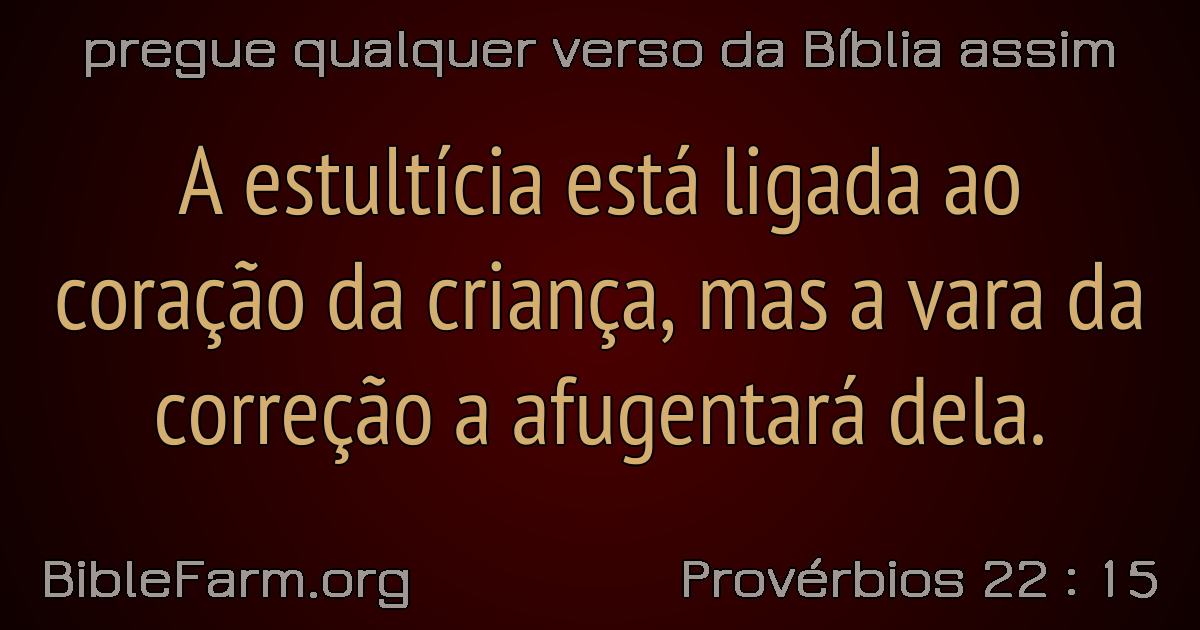 pregue qualquer verso da Bíblia assim
A estultícia está ligada ao
coração da criança, mas a vara da
correção a afugentará dela.
BibleFarm.org
Provérbios 22 : 15